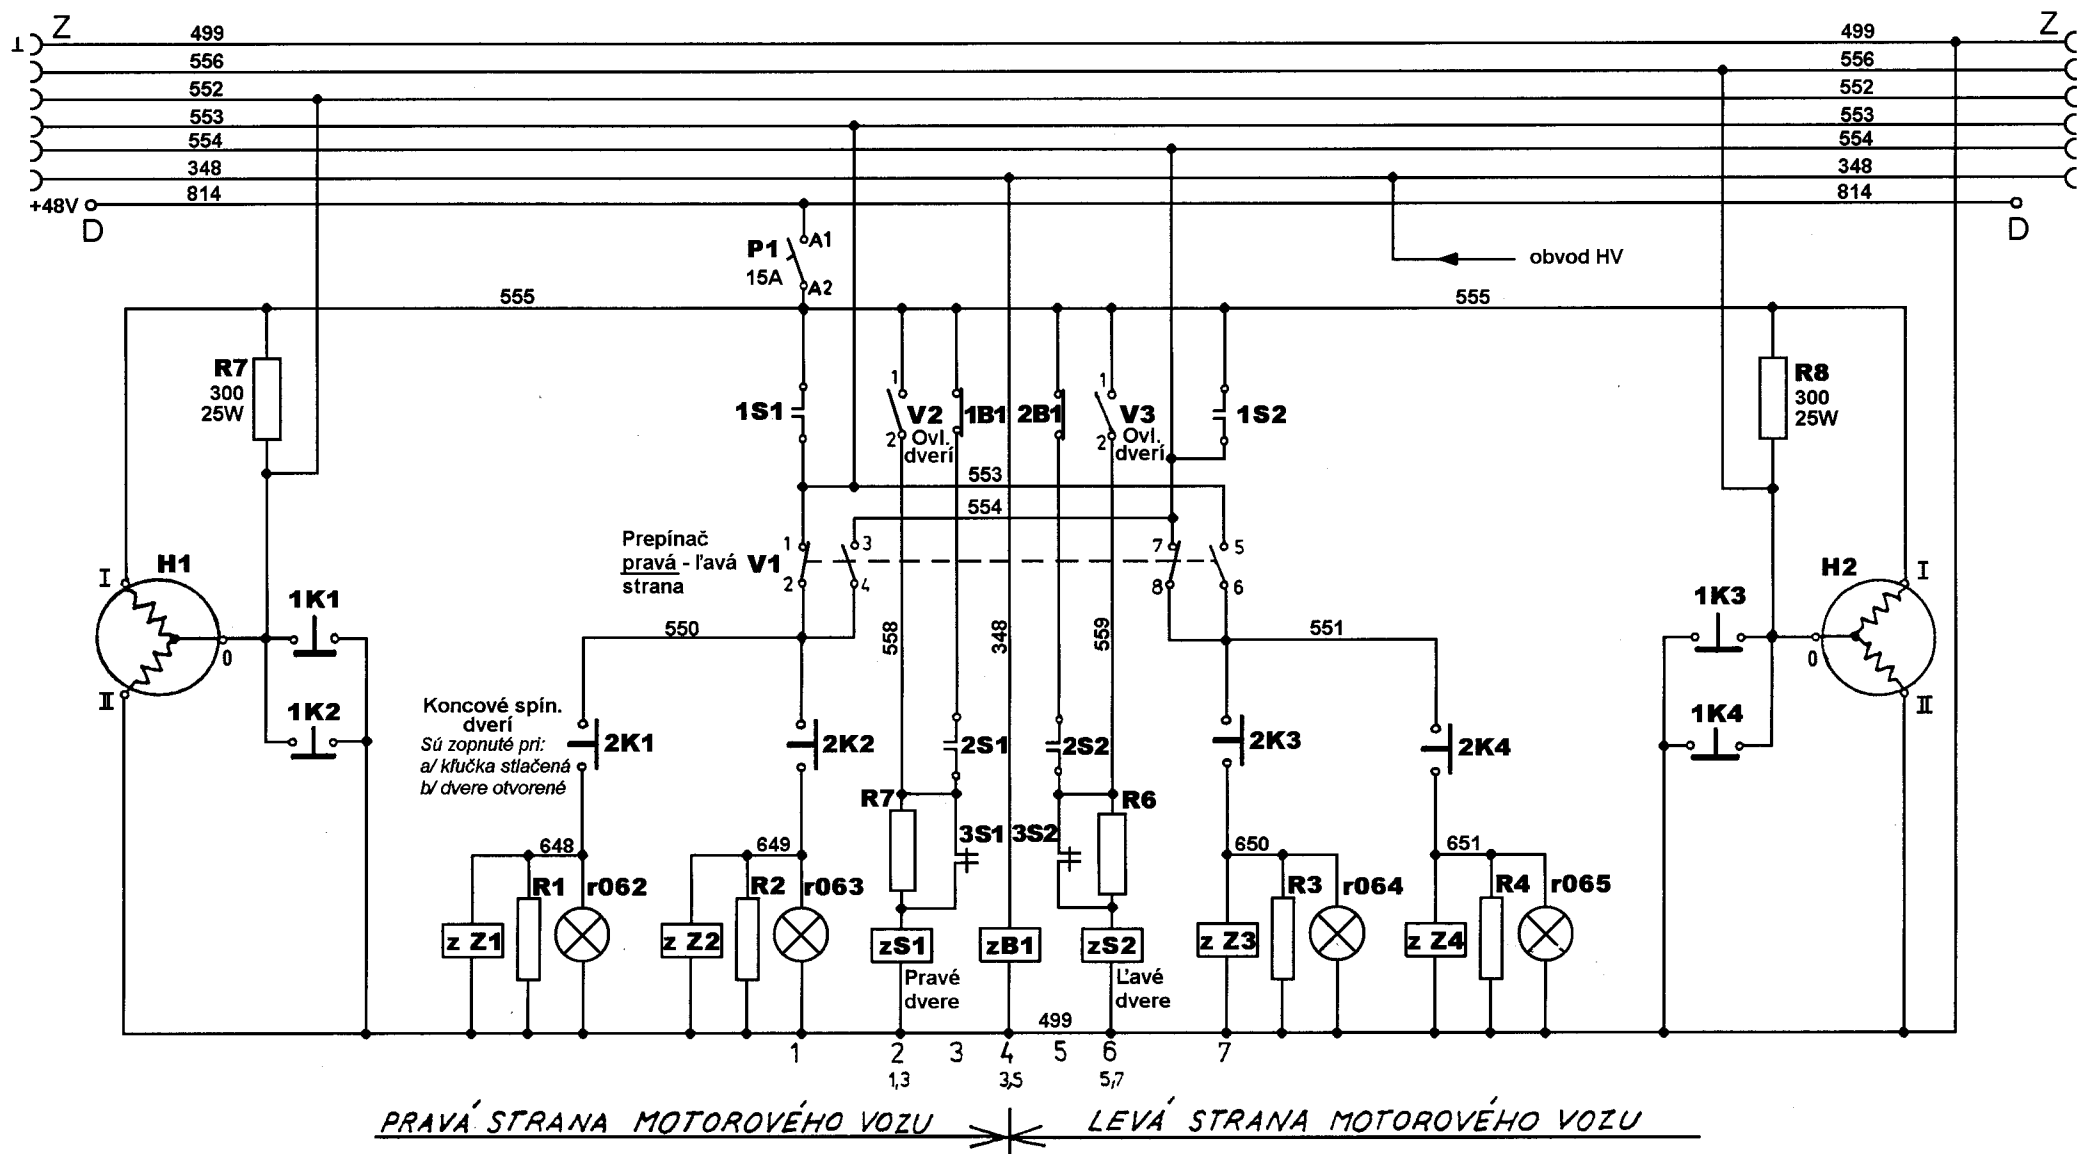 Z
Z
499
499
556
556
552
552
553
553
554
554
348
348
+48V
814
814
D
D
P1
15A
A1
A2
obvod HV
555
555
R7
300
25W
R8
300
25W
1S1
1
V2
2
Ovl.
dverí
1B1
2B1
1
V3
2
Ovl.
dverí
1S2
553
554
Prepínač
pravá - ľavá
strana
V1
1
2
3
4
7
8
5
6
H1
I
II
0
1K1
1K2
H2
I
II
0
1K3
1K4
550
558
348
559
551
Koncové spín.
dverí
Sú zopnuté pri:
a/ kľučka stlačená
b/ dvere otvorené
2K1
2K2
2S1
2S2
2K3
2K4
R7
R6
3S1
3S2
648
649
650
651
R1
r062
R2
r063
R3
r064
R4
r065
z Z1
z Z2
zS1
zB1
zS2
z Z3
z Z4
Pravé
dvere
Ľavé
dvere
499
1
2
3
4
5
6
7
1,3
3,5
5,7
PRAVÁ STRANA MOTOROVÉHO VOZU
LEVÁ STRANA MOTOROVÉHO VOZU